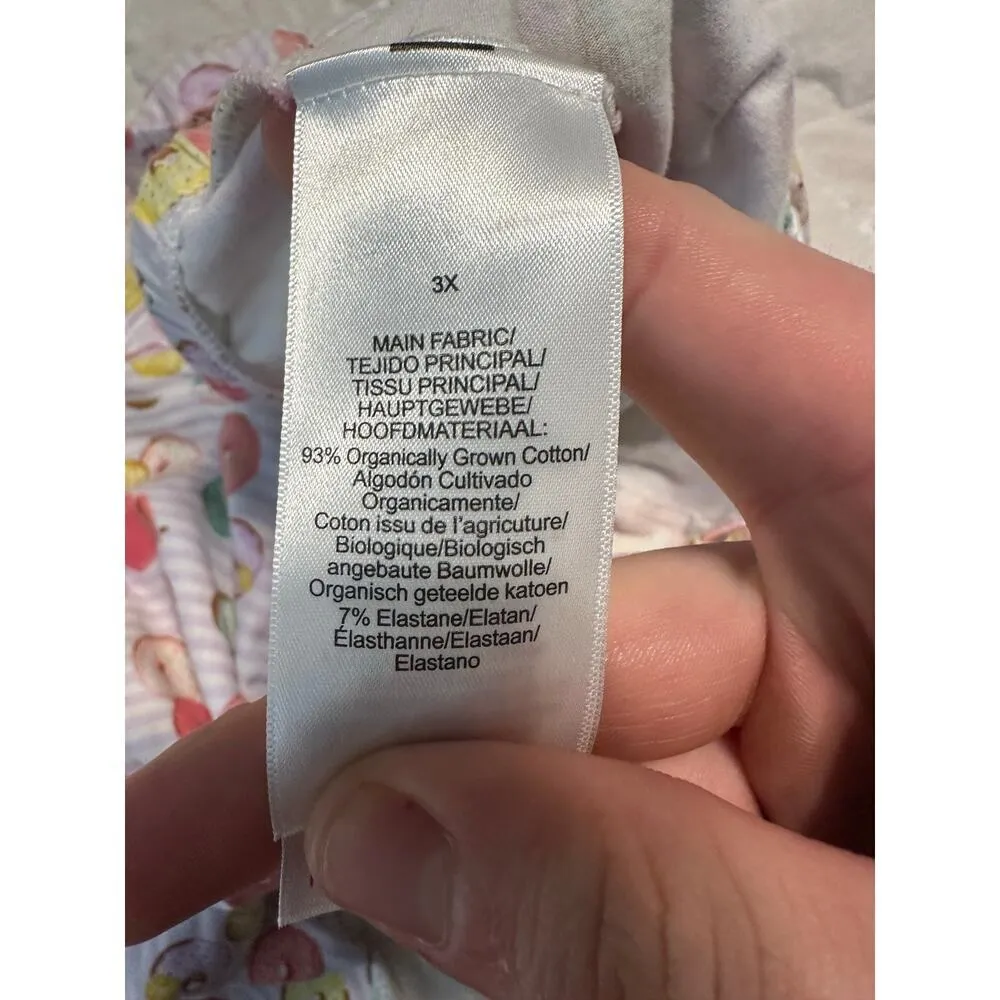 3X
MAIN FABRIC/
TEJIDO PRINCIPAL/
TISSU PRINCIPAL/
HAUPTGEWEBE/
HOOFDMATERIAAL:
93% Organically Grown Cotton/
Algodón Cultivado
Organicamente/
Coton issu de l'agricuture/
Biologique/Biologisch
angebaute Baumwolle/
Organisch geteelde katoen
7% Elastane/Elatan/
Élasthanne/Elastaan/
Elastano